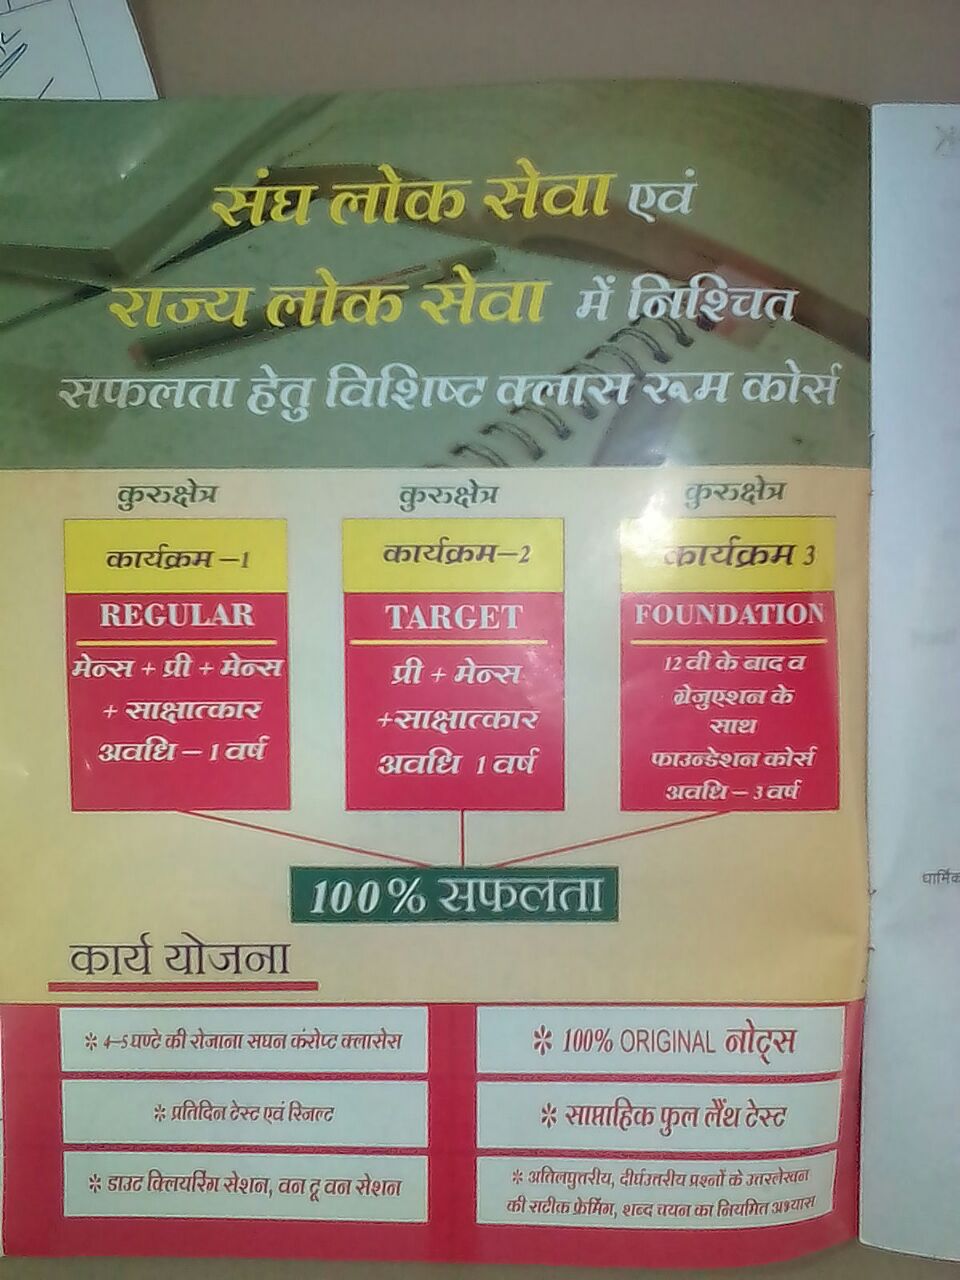 संघ लोक सेवा एवं
राज्य लोक सेवा में निश्चित
सफलता हेतु विशिष्ट क्लास रूम कोर्स
कुरुक्षेत्र
कार्यक्रम -1
REGULAR
मेन्स + प्री + मेन्स
+ साक्षात्कार
अवधि – 1 वर्ष
कुरुक्षेत्र
कार्यक्रम-2
TARGET
प्री + मेन्स
+साक्षात्कार
अवधि 1 वर्ष
कुरुक्षेत्र
कार्यक्रम 3
FOUNDATION
12 वी के बाद व
ग्रेजुएशन के
साथ
फाउन्डेशन कोर्स
अवधि – 3 वर्ष
100% सफलता
कार्य योजना
* 4-5 घण्टे की रोजाना सघन कंसेप्ट क्लासेस
* 100% ORIGINAL नोट्स
* प्रतिदिन टेस्ट एवं रिजल्ट
* साप्ताहिक फुल लैंथ टेस्ट
* डाउट क्लियरिंग सेशन, वन टू वन सेशन
* अतिलघुत्तरीय, दीर्घउत्तरीय प्रश्नों के उत्तरलेखन
की सटीक फ्रेमिंग, शब्द चयन का नियमित अभ्यास
धार्मिक